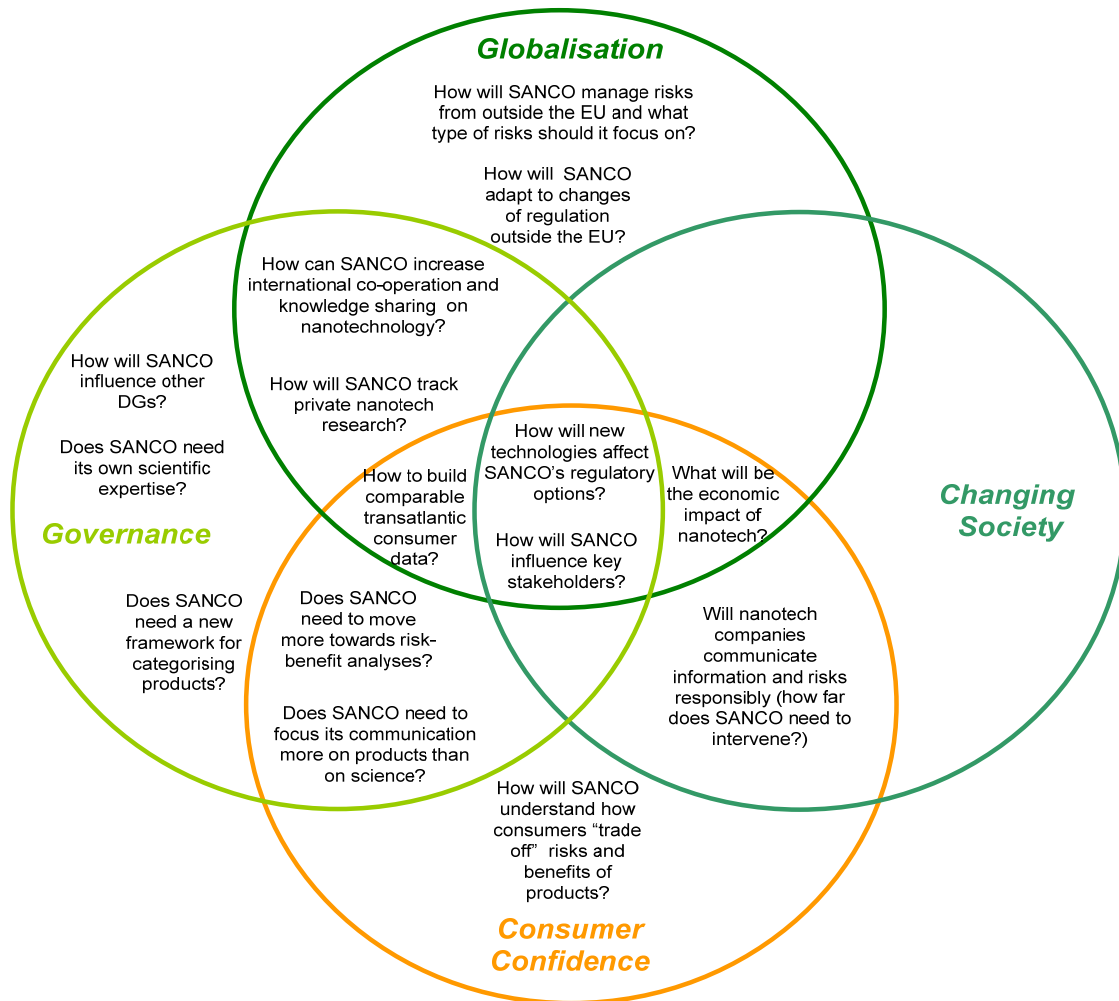 Globalisation
How will SANCO manage risks
from outside the EU and what
type of risks should it focus on?
How will SANCO
adapt to changes
of regulation
outside the EU?
How can SANCO increase
international co-operation and
knowledge sharing on
nanotechnology?
How will SANCO
influence other
DGs?
How will SANCO track
private nanotech
research?
Does SANCO need
its own scientific
expertise?
How to build
comparable
transatlantic
consumer
data?
How will new
technologies affect
SANCO's regulatory
options?
How will SANCO
influence key
stakeholders?
What will be
the economic
impact of
nanotech?
Changing
Society
Governance
Does SANCO
need a new
framework for
categorising
products?
Does SANCO
need to move
more towards risk-
benefit analyses?
Does SANCO need to
focus its communication
more on products than
on science?
Will nanotech
companies
communicate
information and risks
responsibly (how far
does SANCO need to
intervene?)
How will SANCO
understand how
consumers “trade
off” risks and
benefits of
products?
Consumer
Confidence